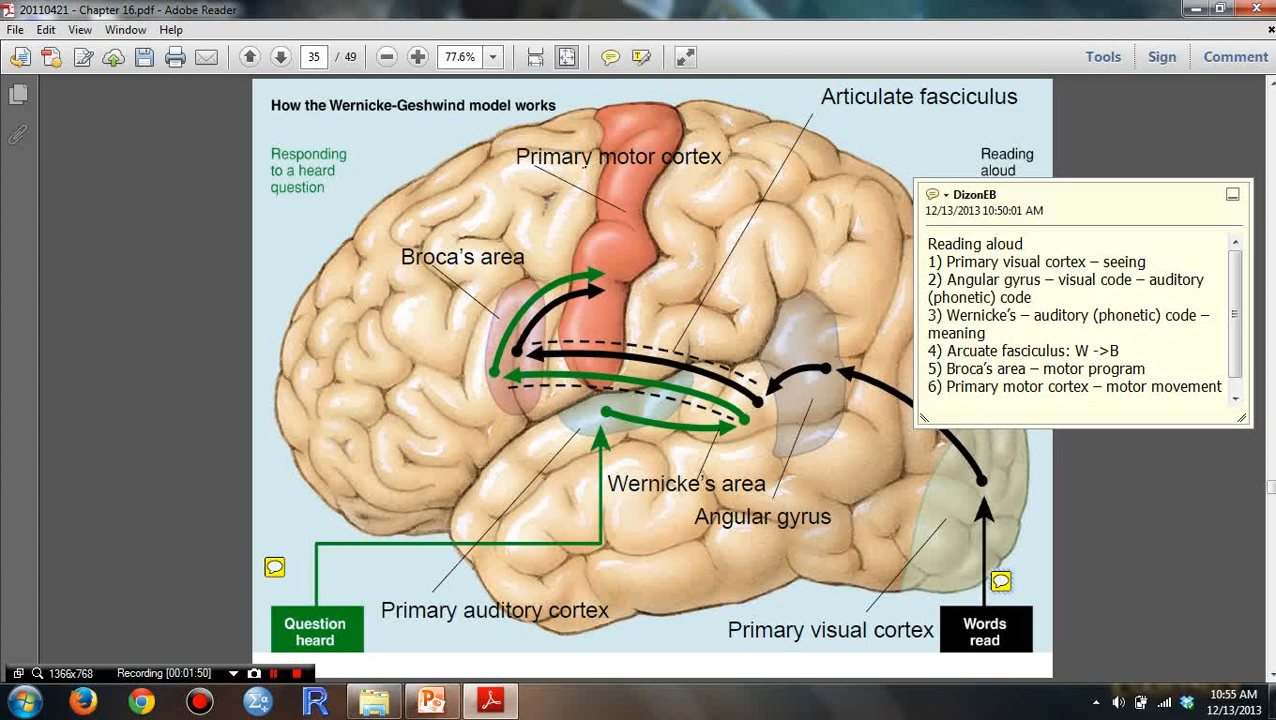 20110421 - Chapter 16.pdf - Adobe Reader
File Edit View Window Help
35 / 49 77.6% Tools Sign Comment
How the Wernicke-Geshwind model works
Articulate fasciculus
Responding
to a heard
question
Primary motor cortex
Reading
aloud
Broca's area
DizonEB
12/13/2013 10:50:01 AM
Reading aloud
1) Primary visual cortex – seeing
2) Angular gyrus – visual code – auditory
(phonetic) code
3) Wernicke's – auditory (phonetic) code –
meaning
4) Arcuate fasciculus: W ->B
5) Broca's area – motor program
6) Primary motor cortex – motor movement
Wernicke's area
Angular gyrus
Primary auditory cortex
Primary visual cortex
Question
heard
Words
read
1366x768 Recording [00:01:50]
Σα
R
P
10:55 AM
12/13/2013